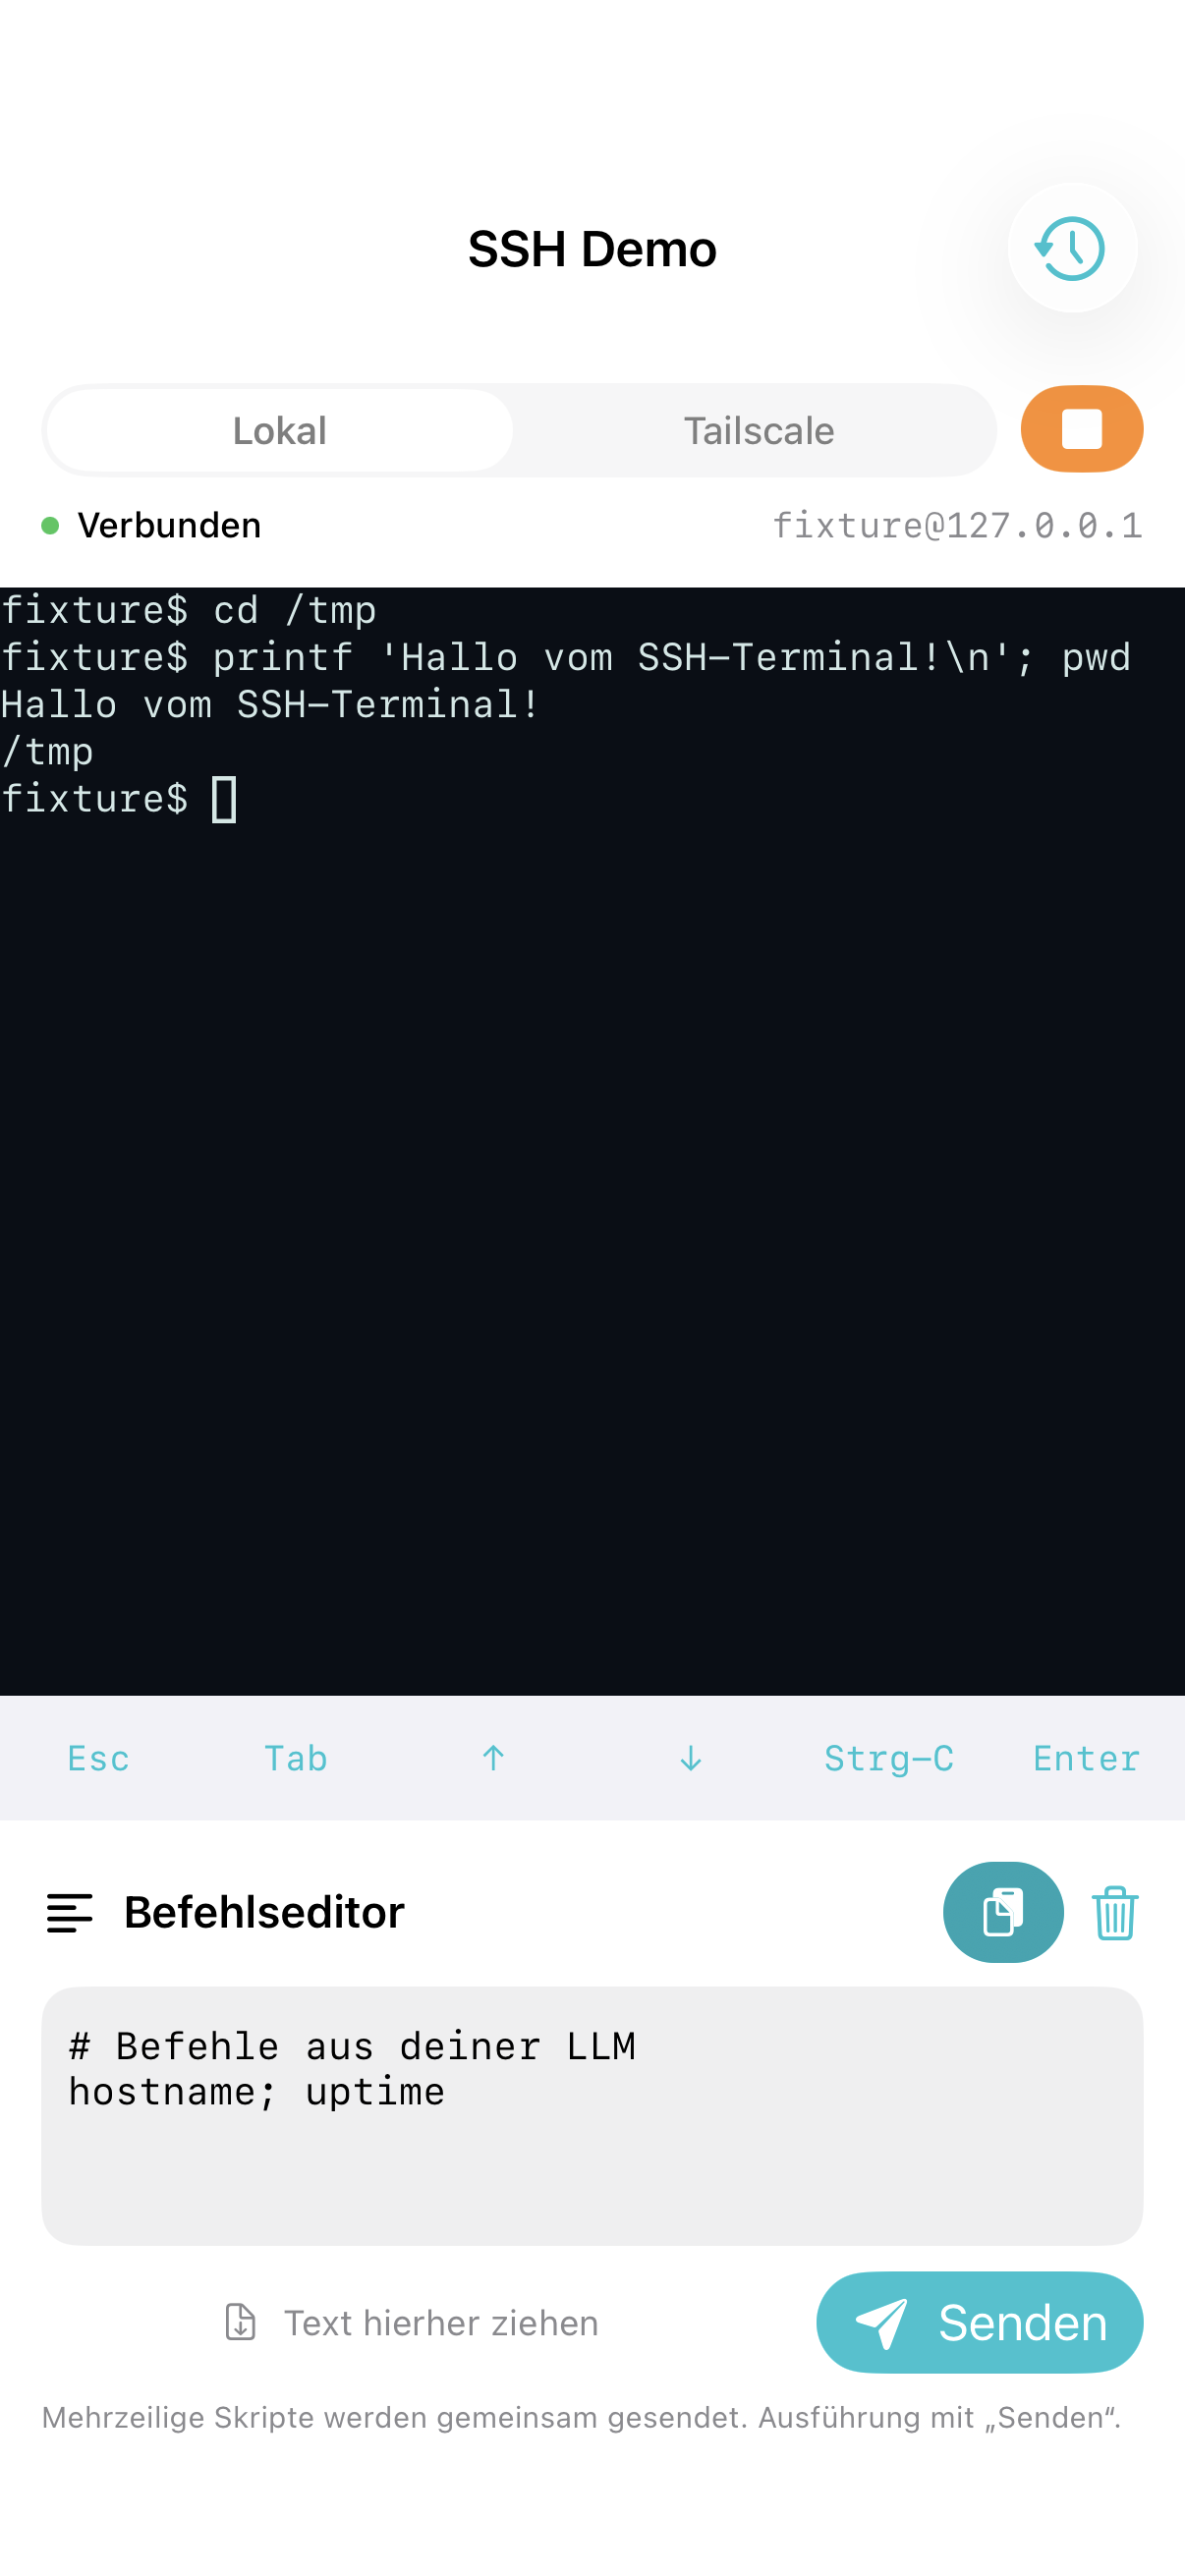 SSH Demo
Lokal
Tailscale
Verbunden
fixture@127.0.0.1
fixture$ cd /tmp
fixture$ printf 'Hallo vom SSH-Terminal!\n'; pwd
Hallo vom SSH-Terminal!
/tmp
fixture$
Esc Tab ↑ ↓ Strg-C Enter
Befehlseditor
# Befehle aus deiner LLM
hostname; uptime
Text hierher ziehen
Senden
Mehrzeilige Skripte werden gemeinsam gesendet. Ausführung mit „Senden“.